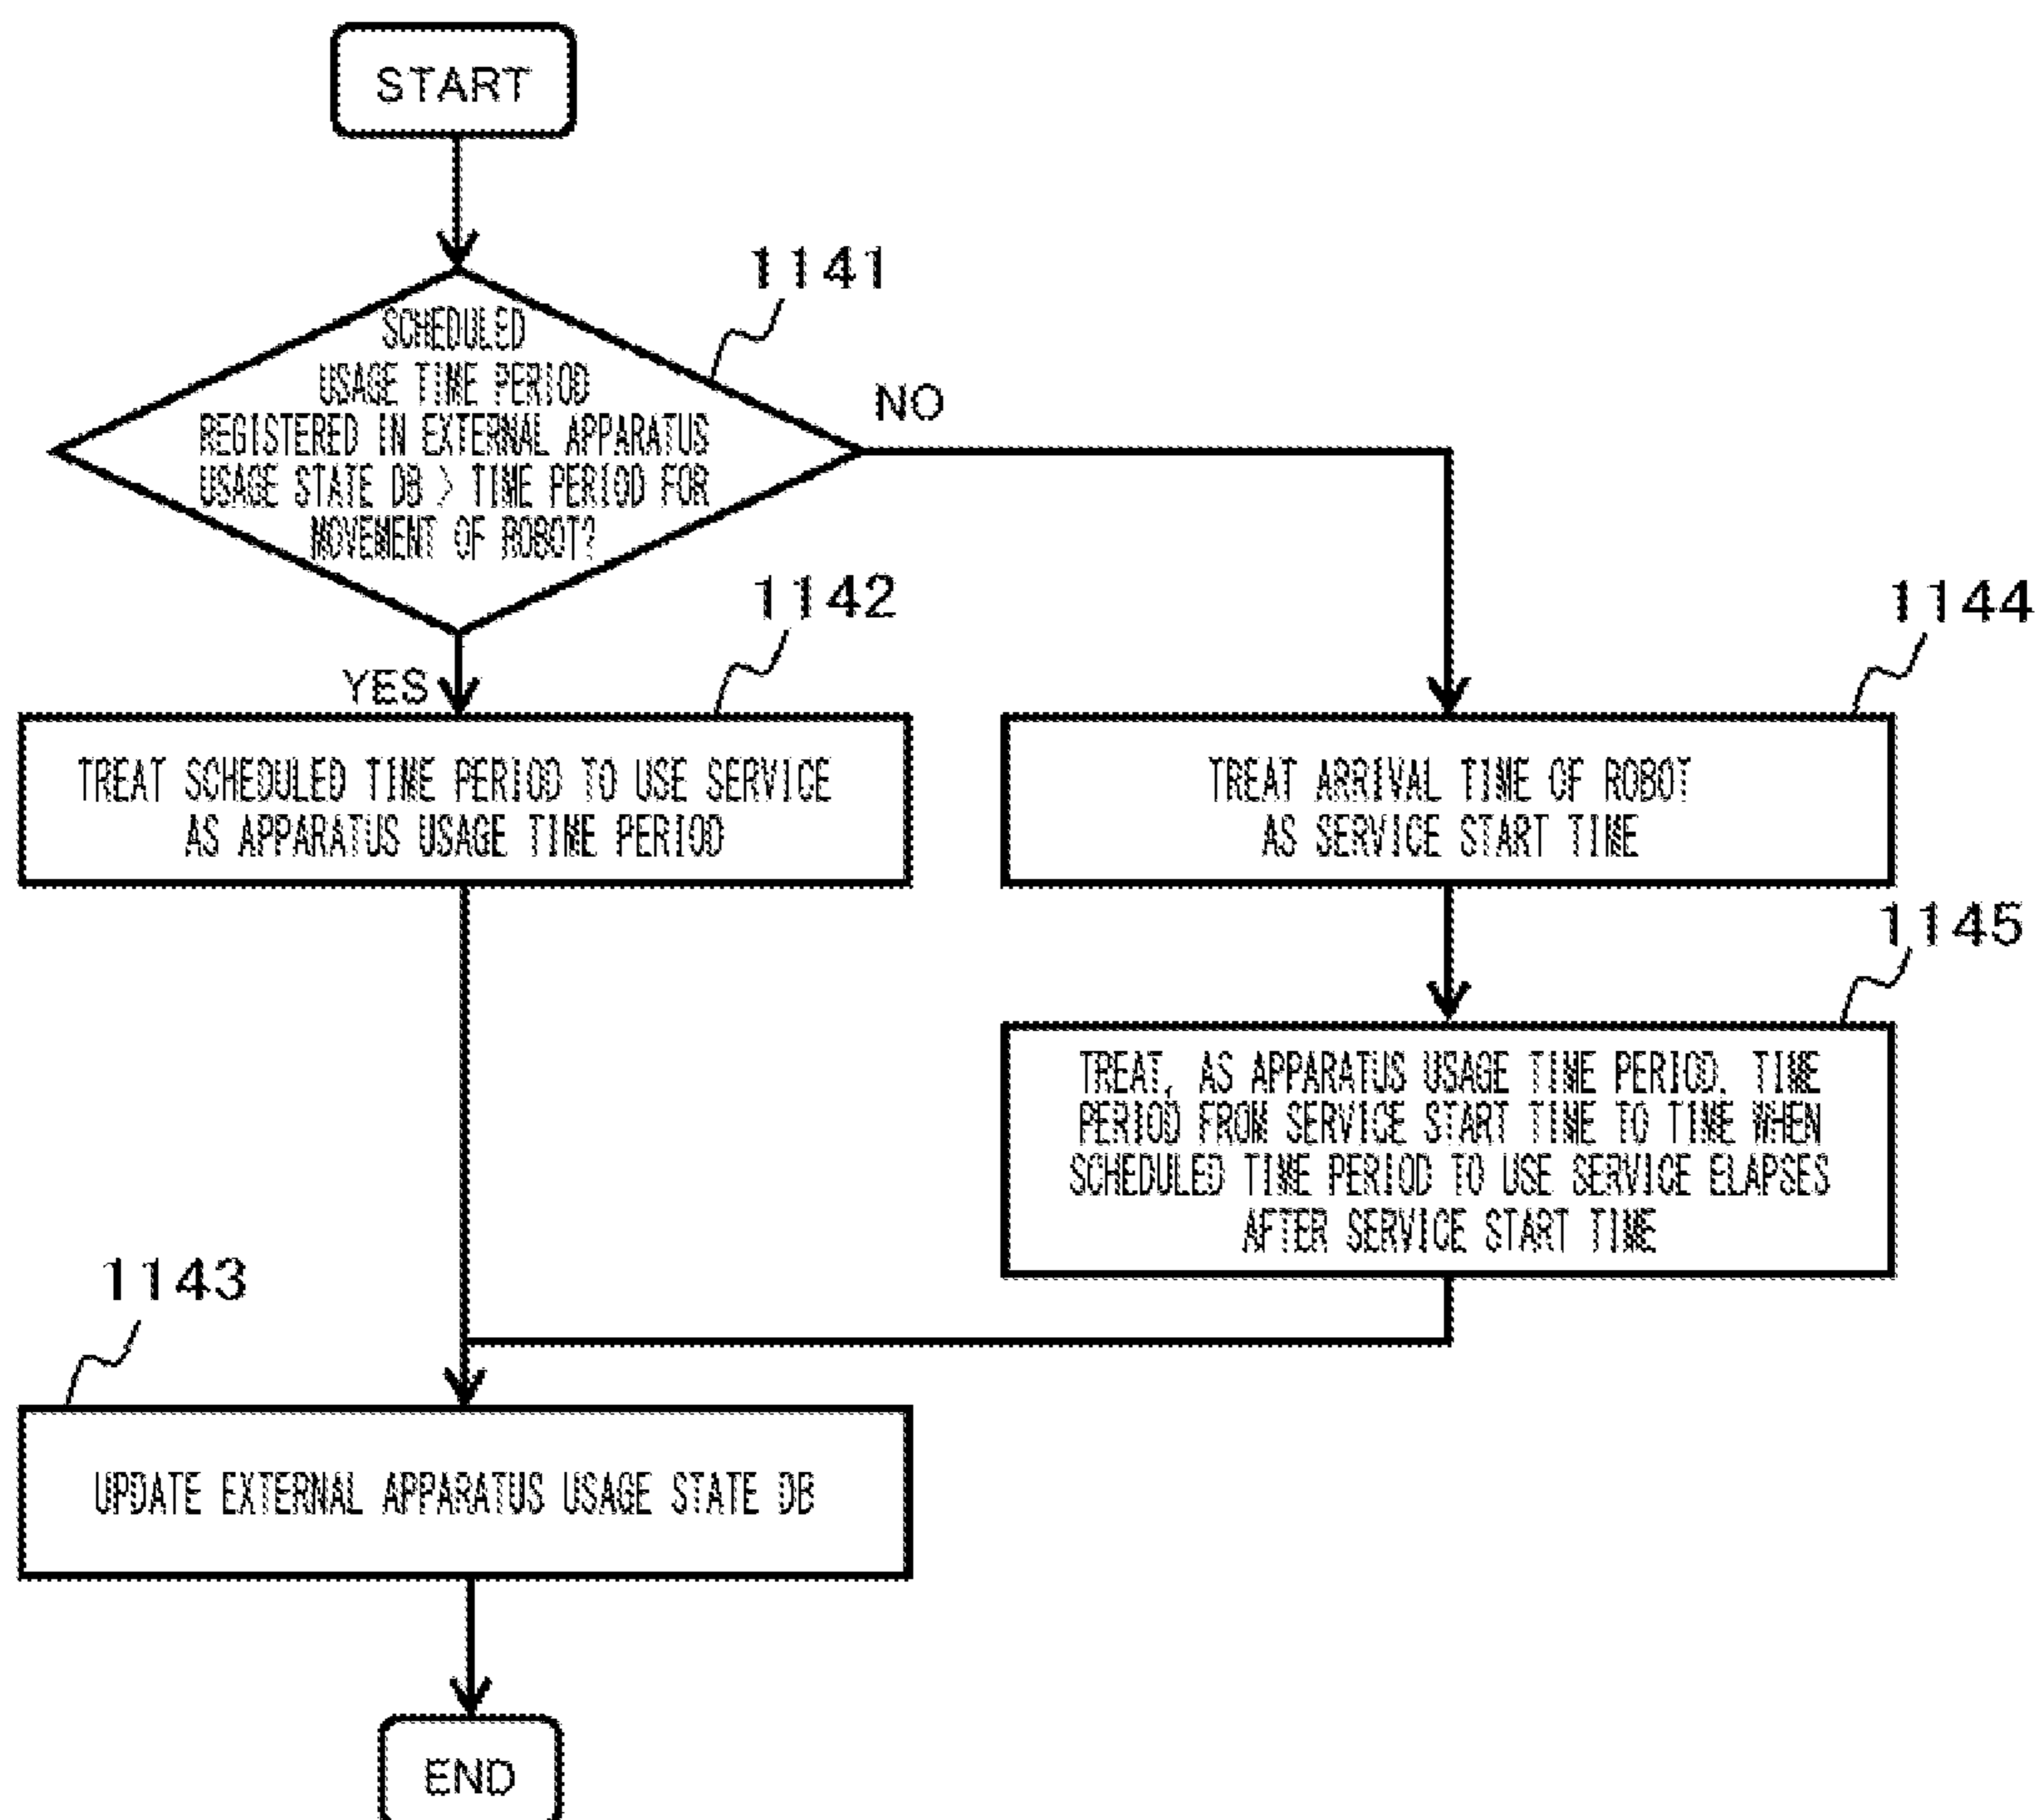 START
1141
SCHEDULED
USAGE TIME PERIOD
REGISTERED IN EXTERNAL APPARATUS
USAGE STATE DB > TIME PERIOD FOR
MOVEMENT OF ROBOT?
NO
YES
1142
TREAT SCHEDULED TIME PERIOD TO USE SERVICE
AS APPARATUS USAGE TIME PERIOD
1144
TREAT ARRIVAL TIME OF ROBOT
AS SERVICE START TIME
1145
TREAT, AS APPARATUS USAGE TIME PERIOD, TIME
PERIOD FROM SERVICE START TIME TO TIME WHEN
SCHEDULED TIME PERIOD TO USE SERVICE ELAPSES
AFTER SERVICE START TIME
1143
UPDATE EXTERNAL APPARATUS USAGE STATE DB
END